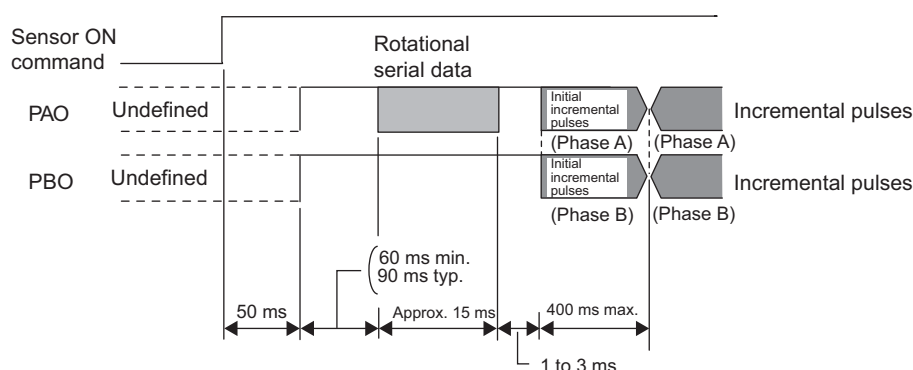 Sensor ON
command
Rotational
serial data
PAO
Undefined
Initial
incremental
pulses
Incremental pulses
(Phase A)
(Phase A)
PBO
Undefined
Initial
incremental
pulses
Incremental pulses
(Phase B)
(Phase B)
60 ms min.
90 ms typ.
50 ms
Approx. 15 ms
400 ms max.
1 to 3 ms